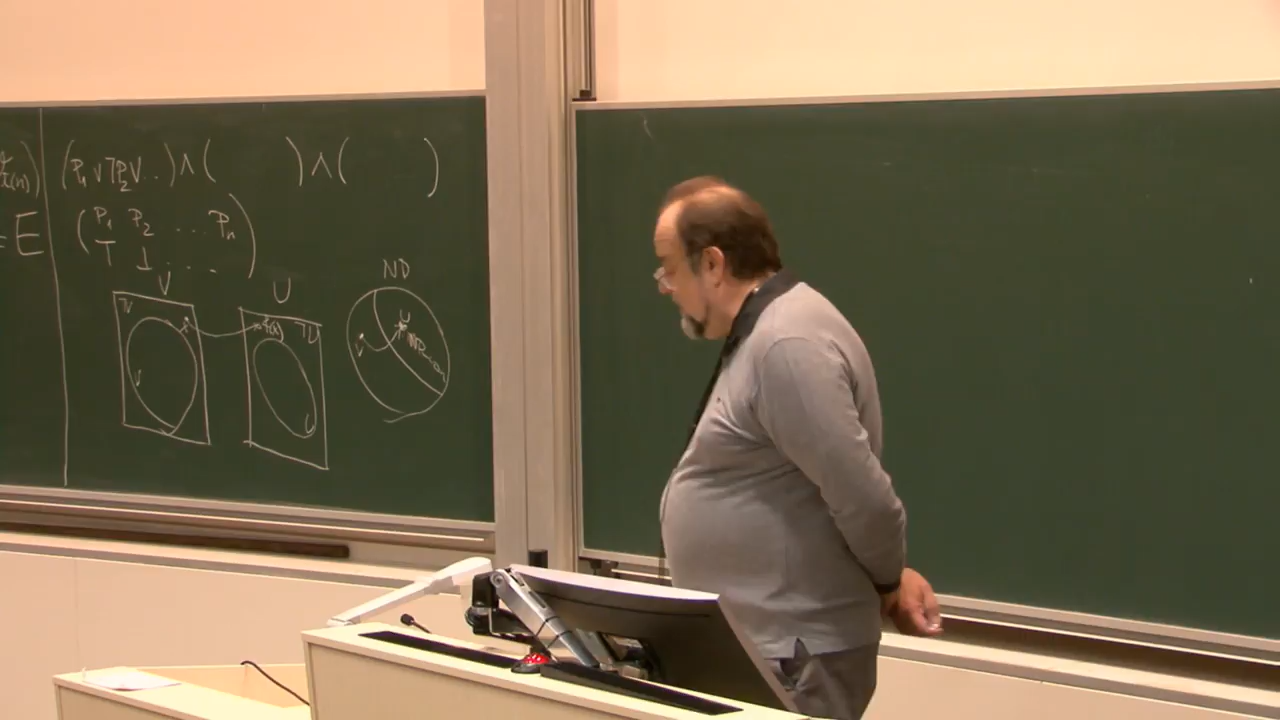 t(n))
= E
(P₁ ∨ ¬P₂ ∨ ..) ∧ ( ) ∧ ( )
(P₁ P₂ ... Pₙ
T ⊥ . . . )
V U ND
¬V x f(x) ¬U
V U
V U